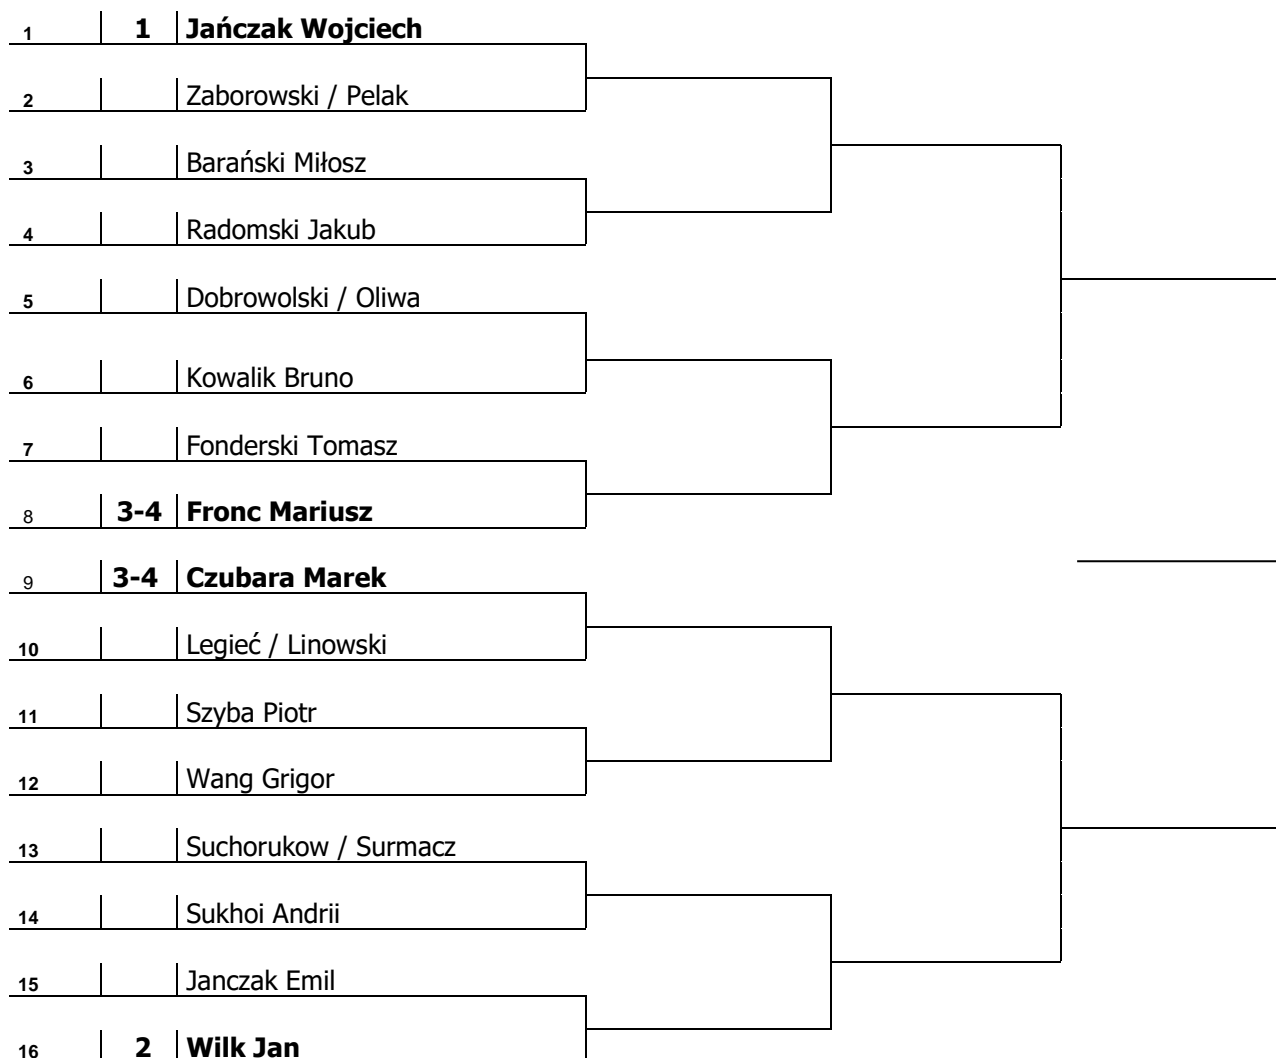 1 1 Jańczak Wojciech
2 Zaborowski / Pelak
3 Barański Miłosz
4 Radomski Jakub
5 Dobrowolski / Oliwa
6 Kowalik Bruno
7 Fonderski Tomasz
8 3-4 Fronc Mariusz
9 3-4 Czubara Marek
10 Legieć / Linowski
11 Szyba Piotr
12 Wang Grigor
13 Suchorukow / Surmacz
14 Sukhoi Andrii
15 Janczak Emil
16 2 Wilk Jan